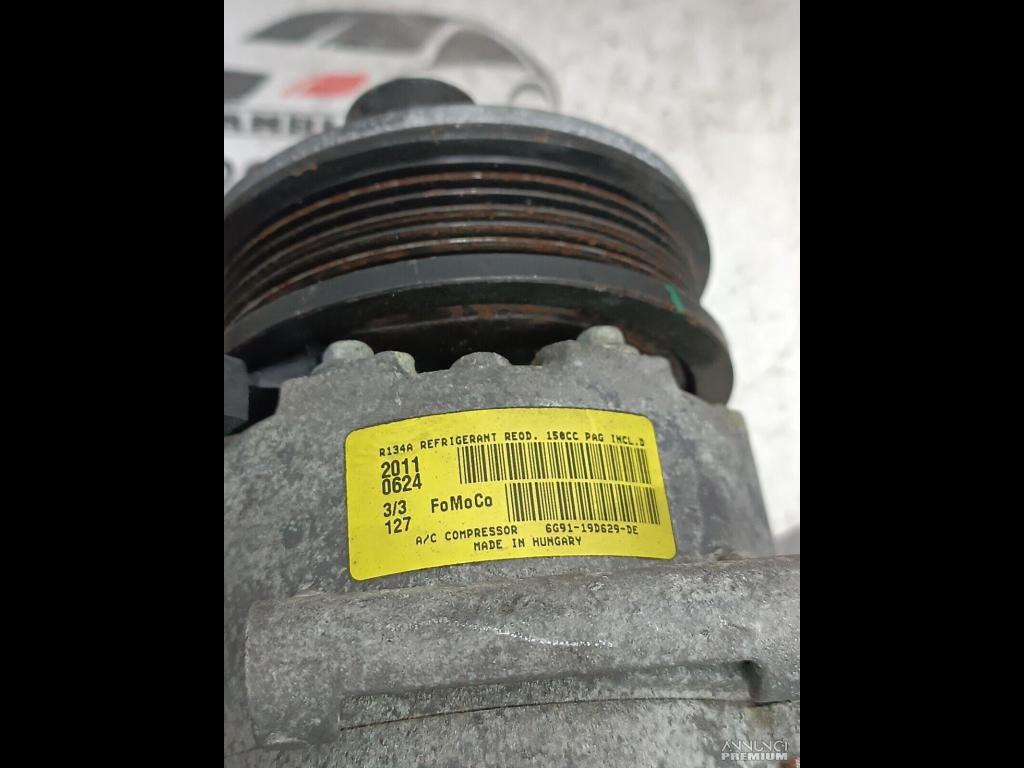 R134A REFRIGERANT REQD. 150CC PAG INCL.D
2011
0624
3/3 FoMoCo
127
A/C COMPRESSOR 6G91-19D629-DE
MADE IN HUNGARY
ANNUNCI
PREMIUM